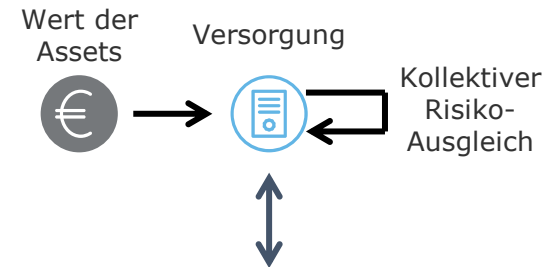 Wert der
Assets
Versorgung
Kollektiver
Risiko-
Ausgleich
€